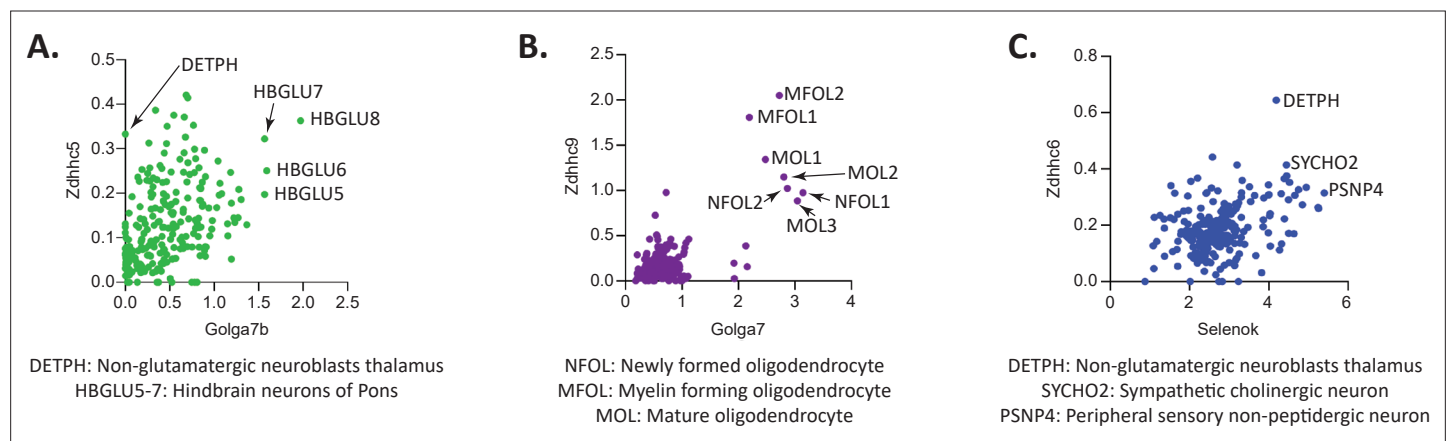 A.
0.5
0.4
0.3
0.2
0.1
0.0
Zdhhc5
DETPH
HBGLU7
HBGLU8
HBGLU6
HBGLU5
0.0 0.5 1.0 1.5 2.0 2.5
Golga7b
DETPH: Non-glutamatergic neuroblasts thalamus
HBGLU5-7: Hindbrain neurons of Pons
B.
2.5
2.0
1.5
1.0
0.5
0.0
Zdhhc9
MFOL2
MFOL1
MOL1
MOL2
NFOL2
NFOL1
MOL3
0 1 2 3 4
Golga7
NFOL: Newly formed oligodendrocyte
MFOL: Myelin forming oligodendrocyte
MOL: Mature oligodendrocyte
C.
0.8
0.6
0.4
0.2
0.0
Zdhhc6
DETPH
SYCHO2
PSNP4
0 2 4 6
Selenok
DETPH: Non-glutamatergic neuroblasts thalamus
SYCHO2: Sympathetic cholinergic neuron
PSNP4: Peripheral sensory non-peptidergic neuron